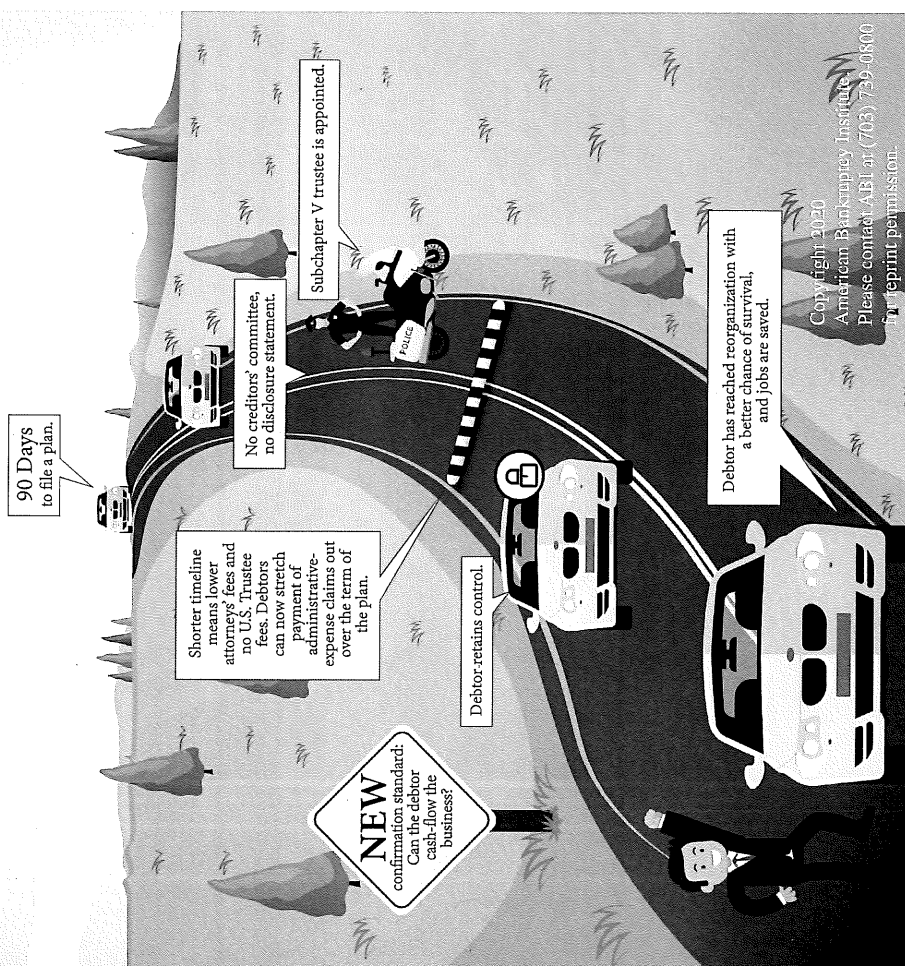 90 Days
to file a plan.
Subchapter V trustee is appointed.
No creditors' committee,
no disclosure statement.
POLICE
Shorter timeline
means lower
attorneys' fees and
no U.S. Trustee
fees. Debtors
can now stretch
payment of
administrative-
expense claims out
over the term of
the plan.
Debtor-retains control.
NEW
confirmation standard:
Can the debtor
cash-flow the
business?
Debtor has reached reorganization with
a better chance of survival,
and jobs are saved.
Copyright 2020
American Bankruptcy Institute.
Please contact ABI at (703) 739-0800
for reprint permission.